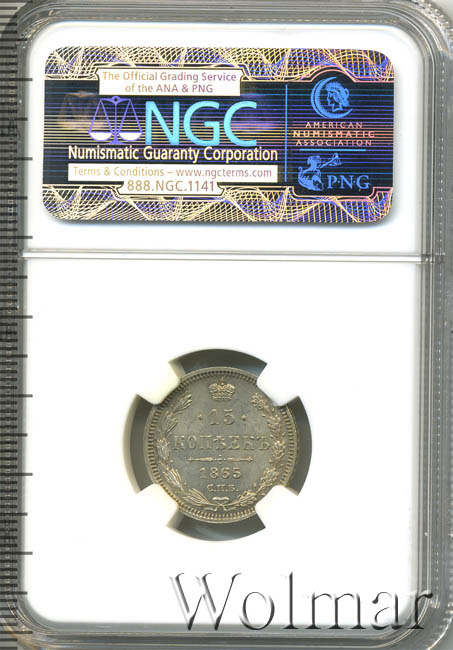 The Official Grading Service
of the ANA & PNG
NGC
Numismatic Guaranty Corporation
Terms & Conditions – www.ngcterms.com
888.NGC.1141
AMERICAN
NUMISMATIC
ASSOCIATION
P·N·G
·15·
КОПѢЕКЪ
1865
С.П.Б.
Wolmar